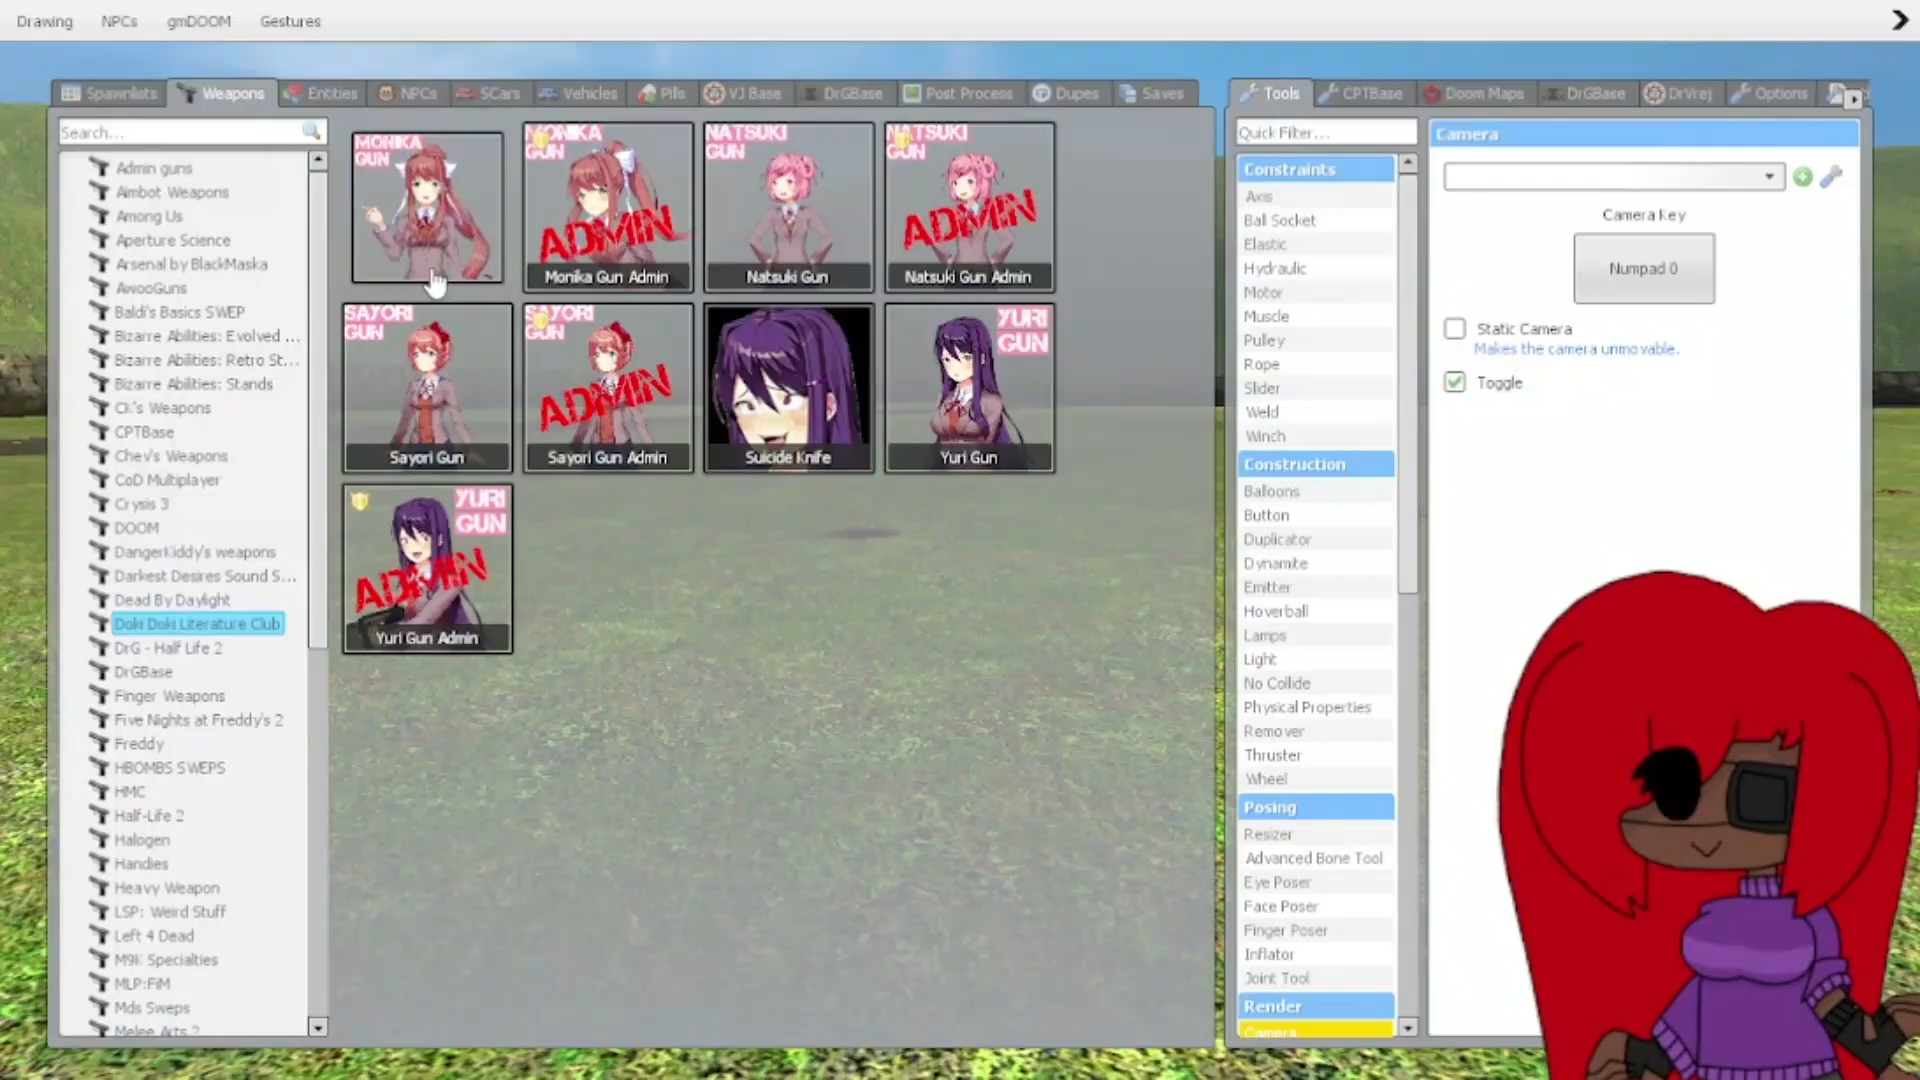 Drawing NPCs gmDOOM Gestures
Spawnlists Weapons Entities NPCs SCars Vehicles Pills VJ Base DrGBase Post Process Dupes Saves
Search...
Admin guns
Aimbot Weapons
Among Us
Aperture Science
Arsenal by BlackMaska
AwooGuns
Baldi's Basics SWEP
Bizarre Abilities: Evolved ...
Bizarre Abilities: Retro St...
Bizarre Abilities: Stands
Ck's Weapons
CPTBase
Chev's Weapons
CoD Multiplayer
Crysis 3
DOOM
DangerKiddy's weapons
Darkest Desires Sound S...
Dead By Daylight
Doki Doki Literature Club
DrG - Half Life 2
DrGBase
Finger Weapons
Five Nights at Freddy's 2
Freddy
HBOMBS SWEPS
HMC
Half-Life 2
Halogen
Handies
Heavy Weapon
LSP: Weird Stuff
Left 4 Dead
M9K Specialties
MLP:FiM
Mds Sweps
Melee Arts 2
MONIKA
GUN
MONIKA
GUN
ADMIN
Monika Gun Admin
NATSUKI
GUN
Natsuki Gun
NATSUKI
GUN
ADMIN
Natsuki Gun Admin
SAYORI
GUN
Sayori Gun
SAYORI
GUN
ADMIN
Sayori Gun Admin
Suicide Knife
YURI
GUN
Yuri Gun
YURI
GUN
ADMIN
Yuri Gun Admin
Tools CPTBase Doom Maps DrGBase DrVrej Options
Quick Filter...
Constraints
Axis
Ball Socket
Elastic
Hydraulic
Motor
Muscle
Pulley
Rope
Slider
Weld
Winch
Construction
Balloons
Button
Duplicator
Dynamite
Emitter
Hoverball
Lamps
Light
No Collide
Physical Properties
Remover
Thruster
Wheel
Posing
Resizer
Advanced Bone Tool
Eye Poser
Face Poser
Finger Poser
Inflator
Joint Tool
Render
Camera
Camera
Camera Key
Numpad 0
Static Camera
Makes the camera unmovable.
Toggle